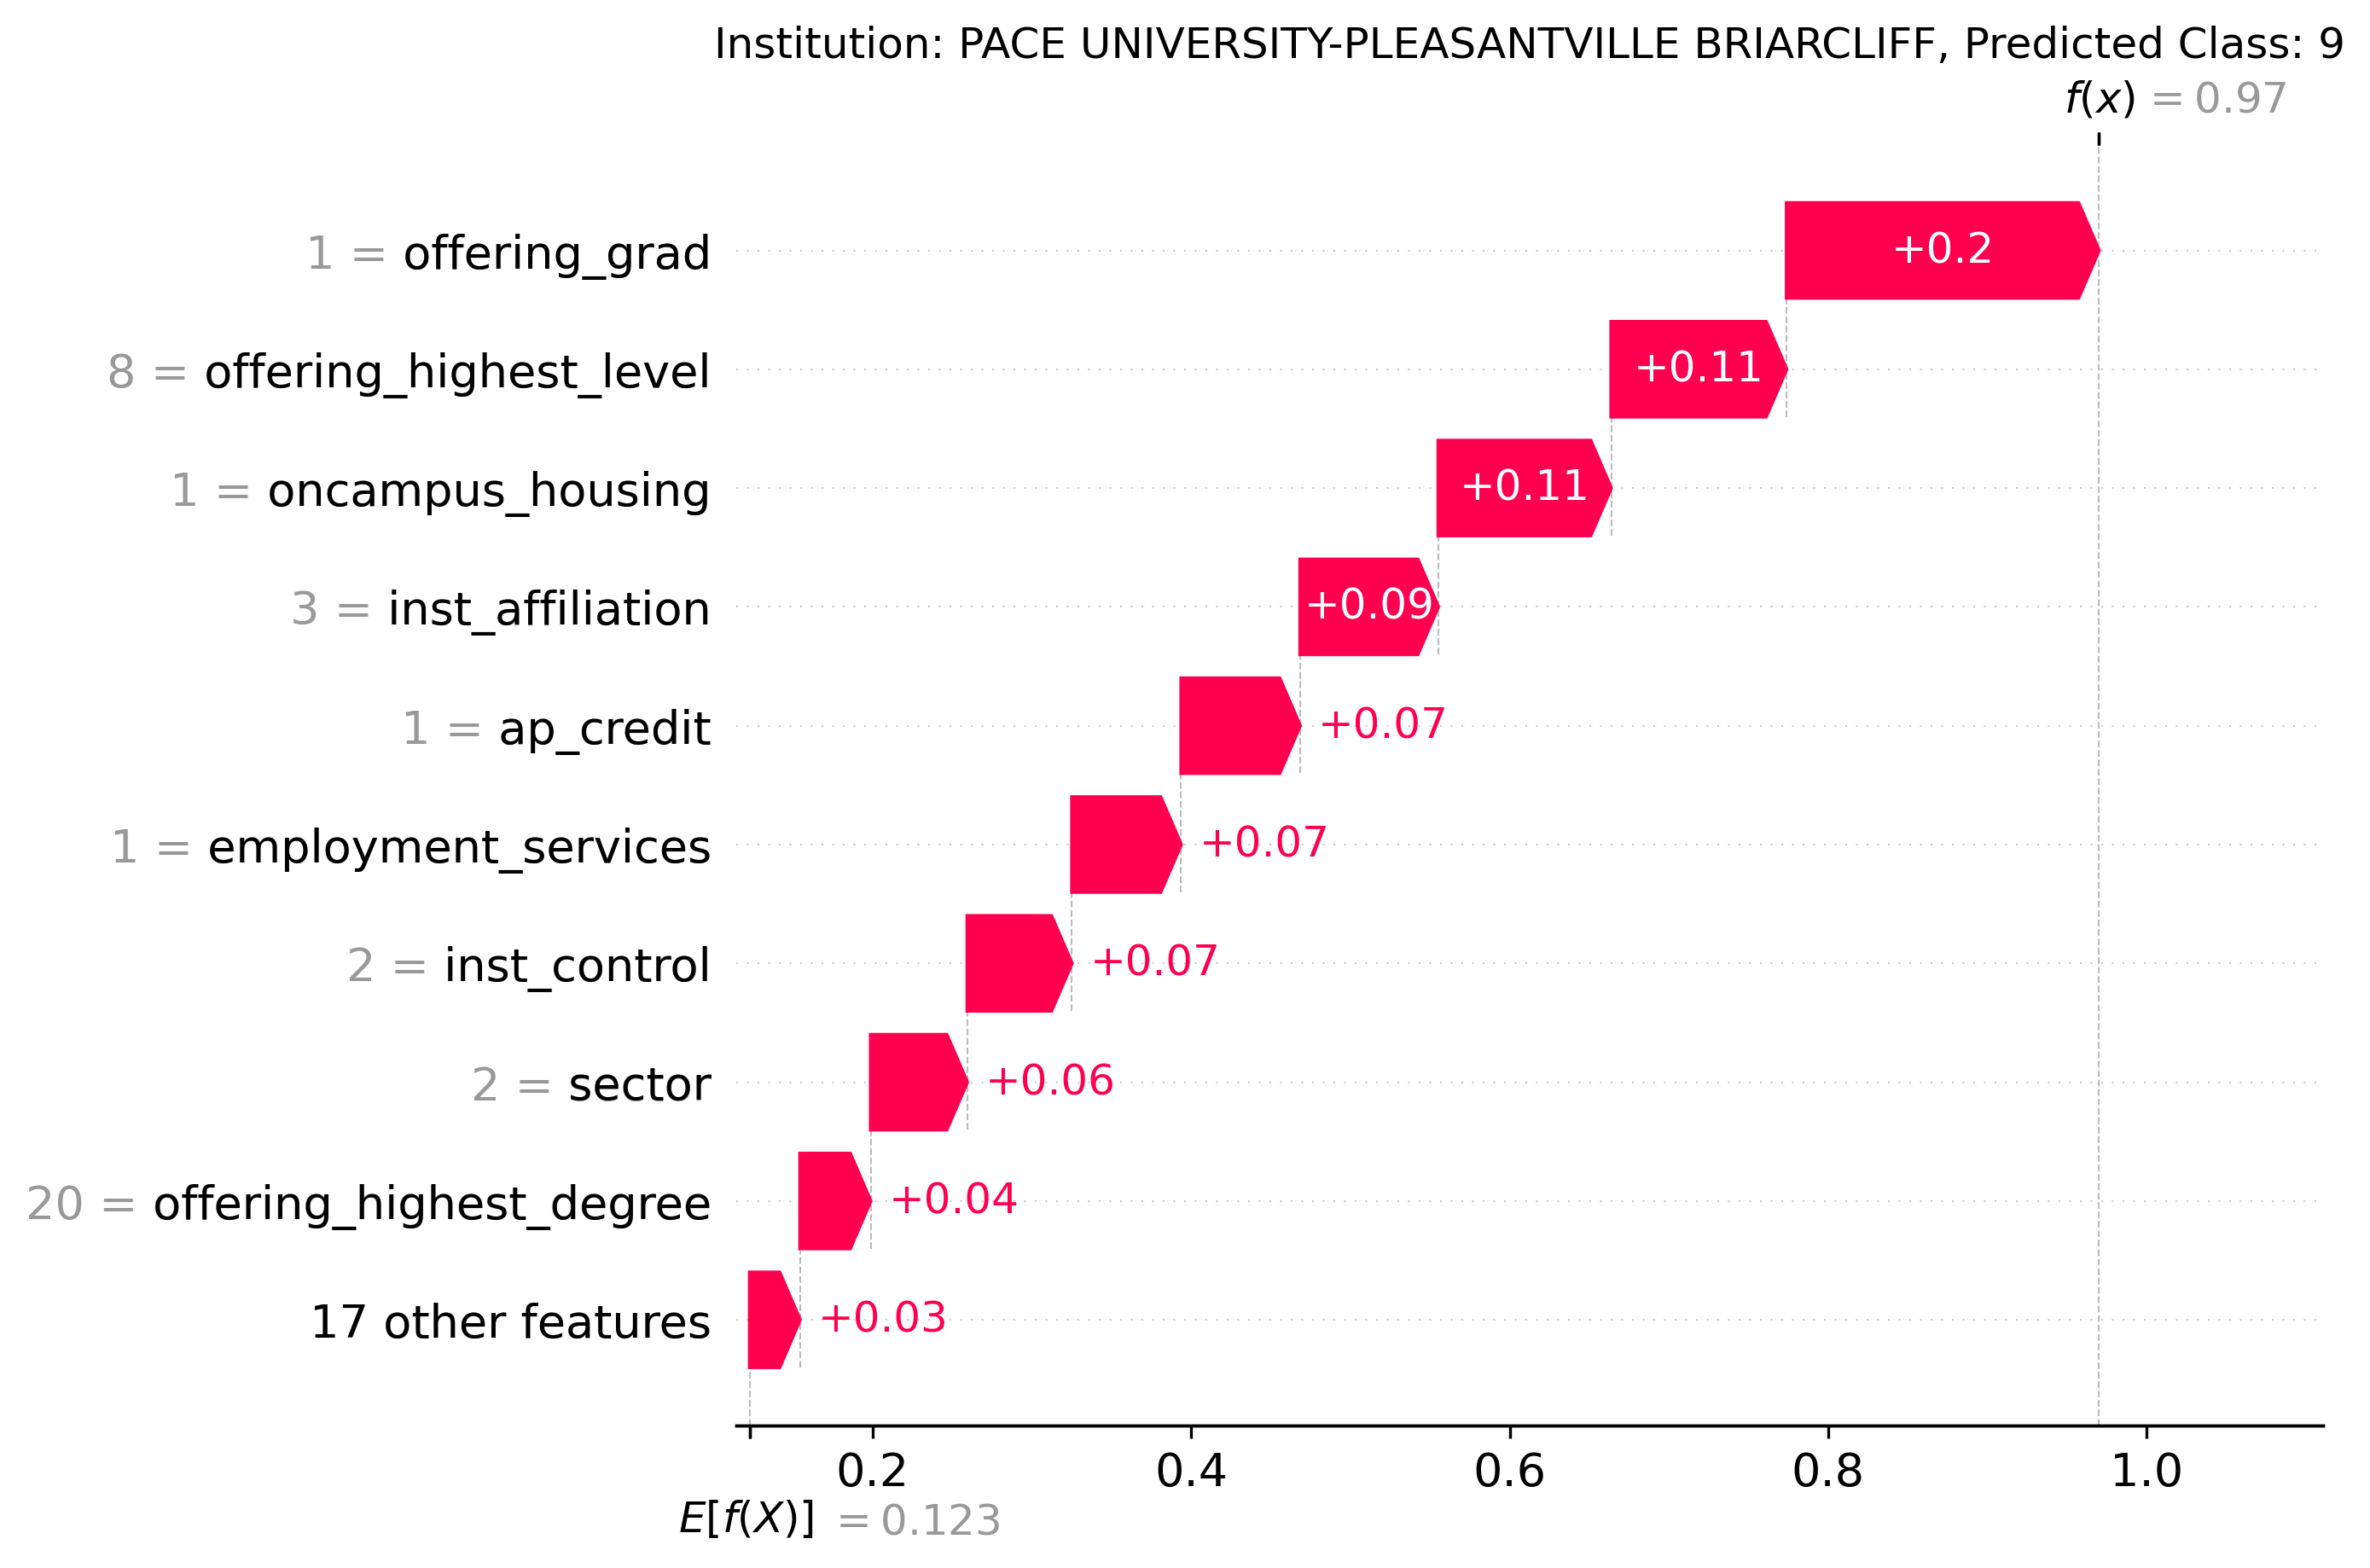 Institution: PACE UNIVERSITY-PLEASANTVILLE BRIARCLIFF, Predicted Class: 9
f(x) = 0.97
1 = offering_grad +0.2
8 = offering_highest_level +0.11
1 = oncampus_housing +0.11
3 = inst_affiliation +0.09
1 = ap_credit +0.07
1 = employment_services +0.07
2 = inst_control +0.07
2 = sector +0.06
20 = offering_highest_degree +0.04
17 other features +0.03
0.2 0.4 0.6 0.8 1.0
E[f(X)] = 0.123